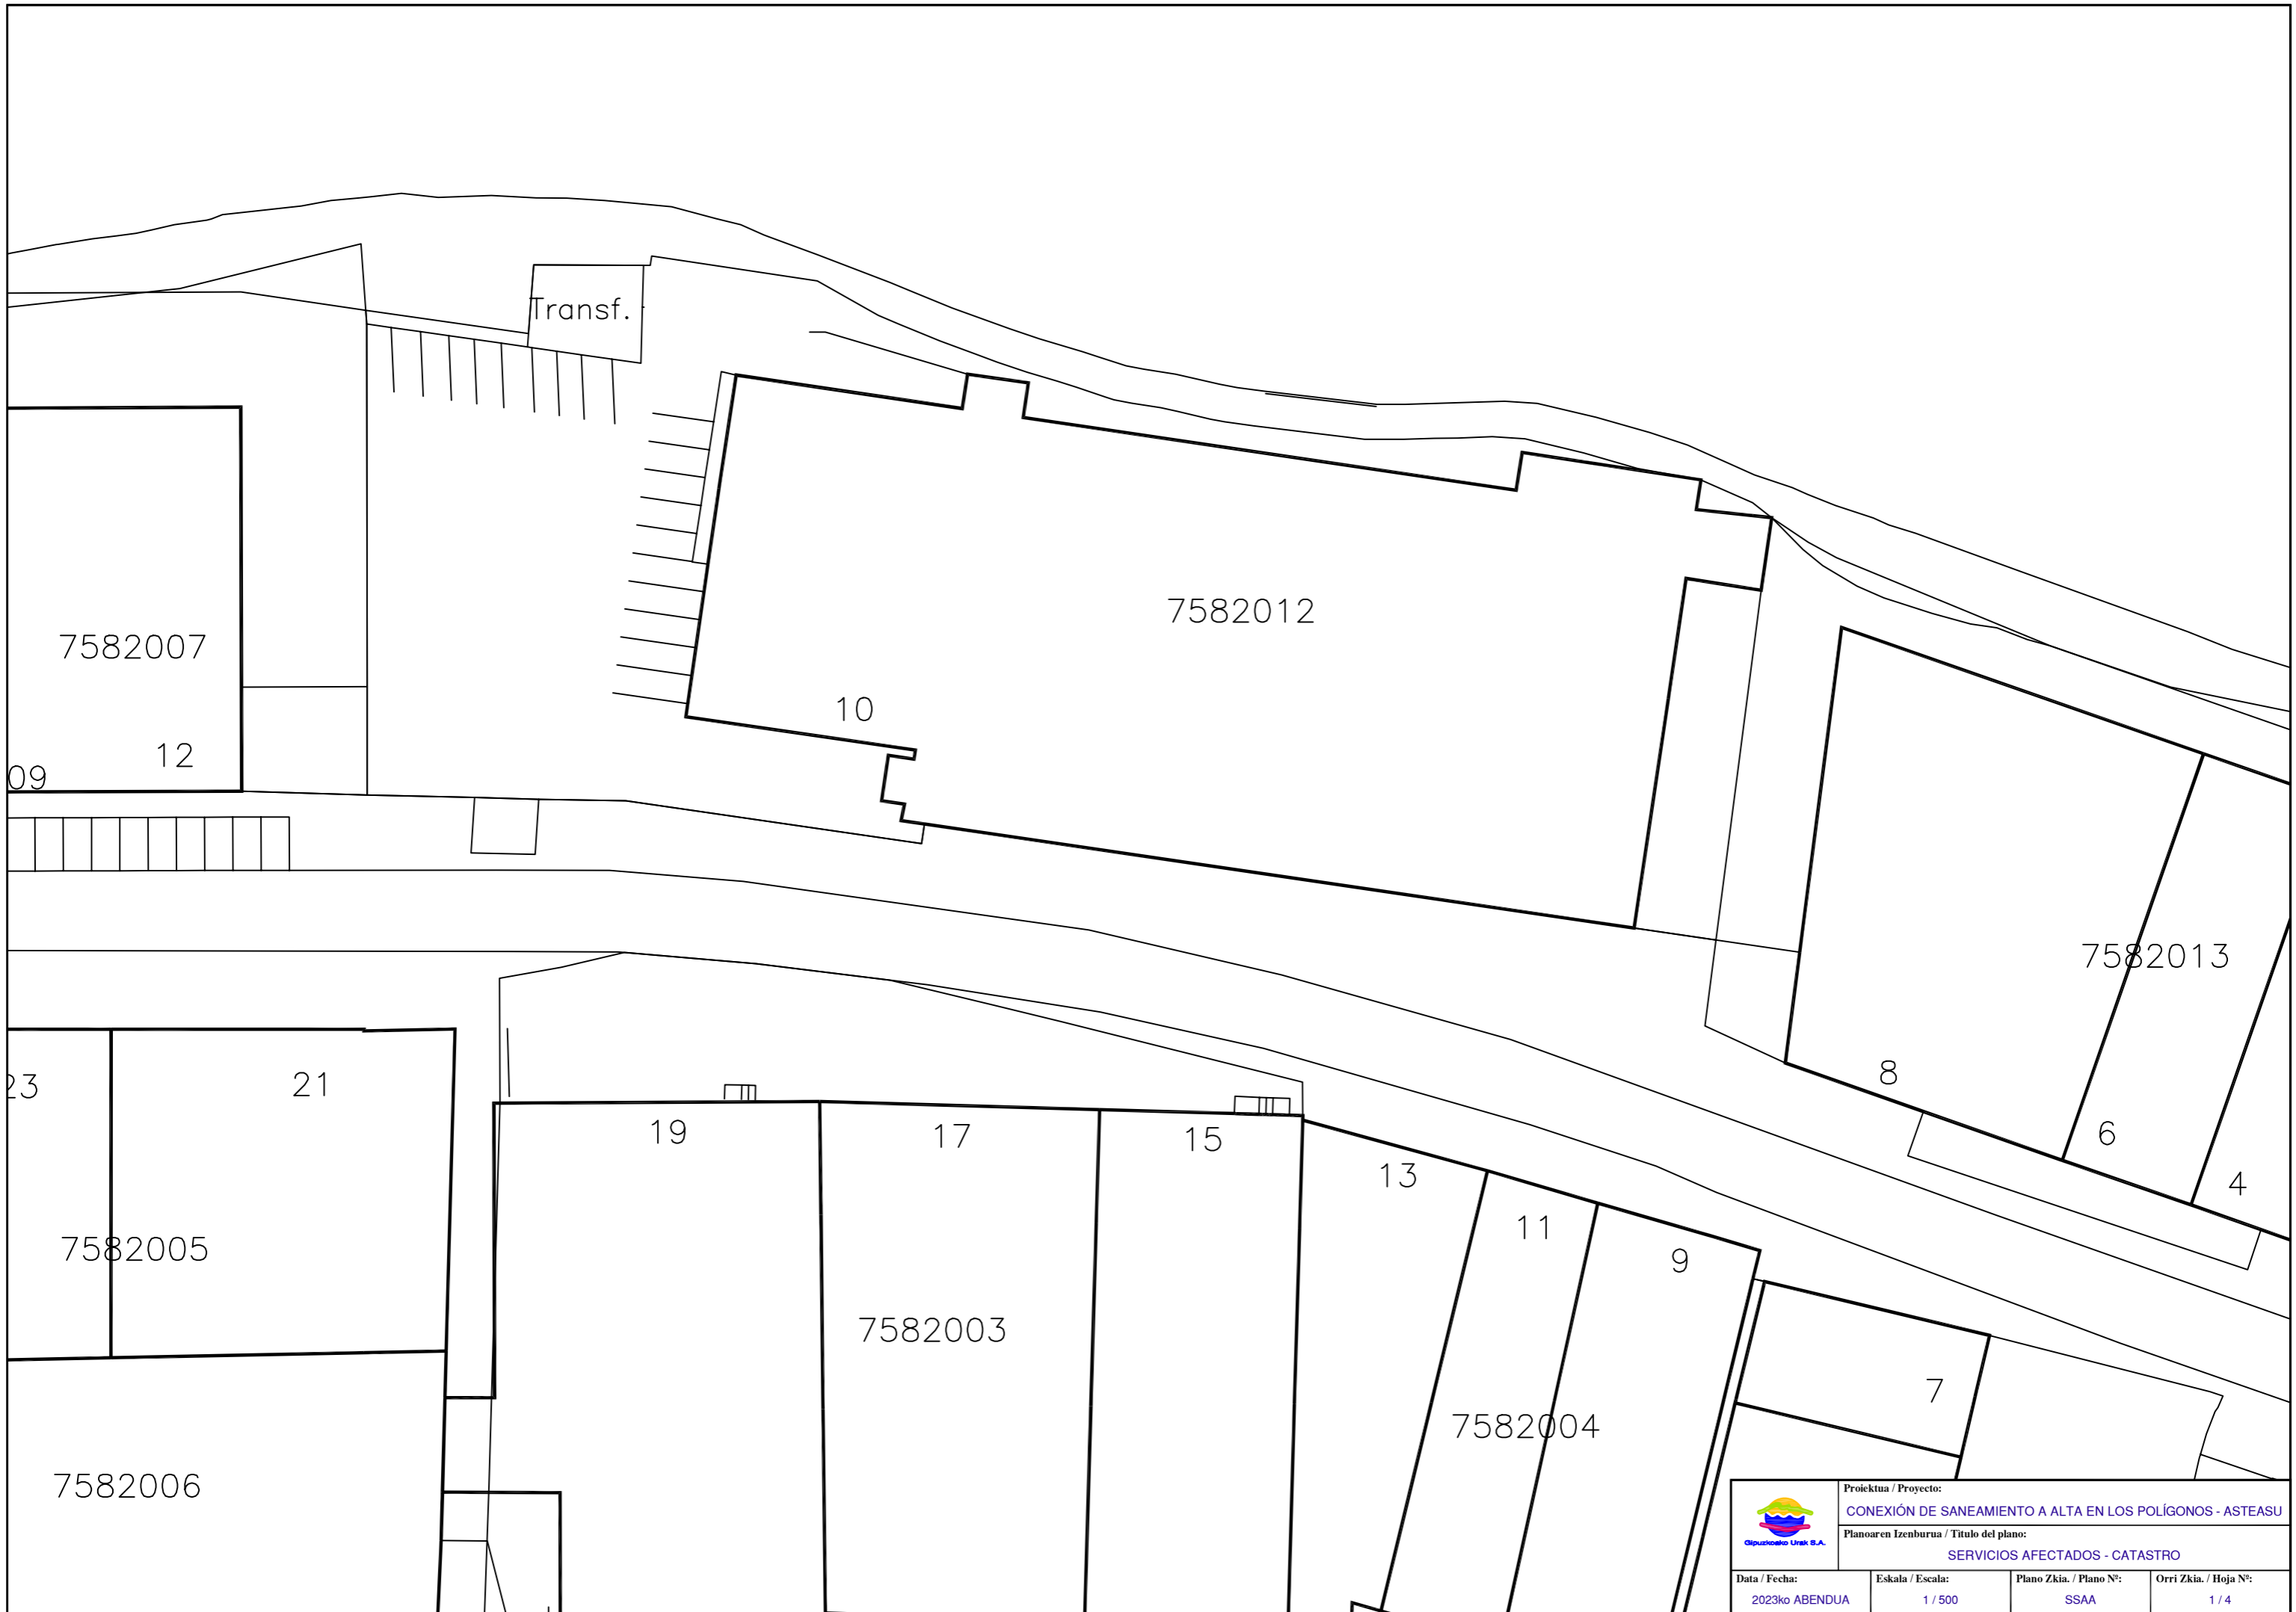 Transf.
7582012
7582007
10
12
09
7582013
8
6
4
23
21
19
17
15
13
11
9
7582005
7582003
7
7582004
7582006
Gipuzkoako Urak S.A.
Proiektua / Proyecto:
CONEXIÓN DE SANEAMIENTO A ALTA EN LOS POLÍGONOS - ASTEASU
Planoaren Izenburua / Titulo del plano:
SERVICIOS AFECTADOS - CATASTRO
Data / Fecha:
2023ko ABENDUA
Eskala / Escala:
1 / 500
Plano Zkia. / Plano Nº:
SSAA
Orri Zkia. / Hoja Nº:
1 / 4